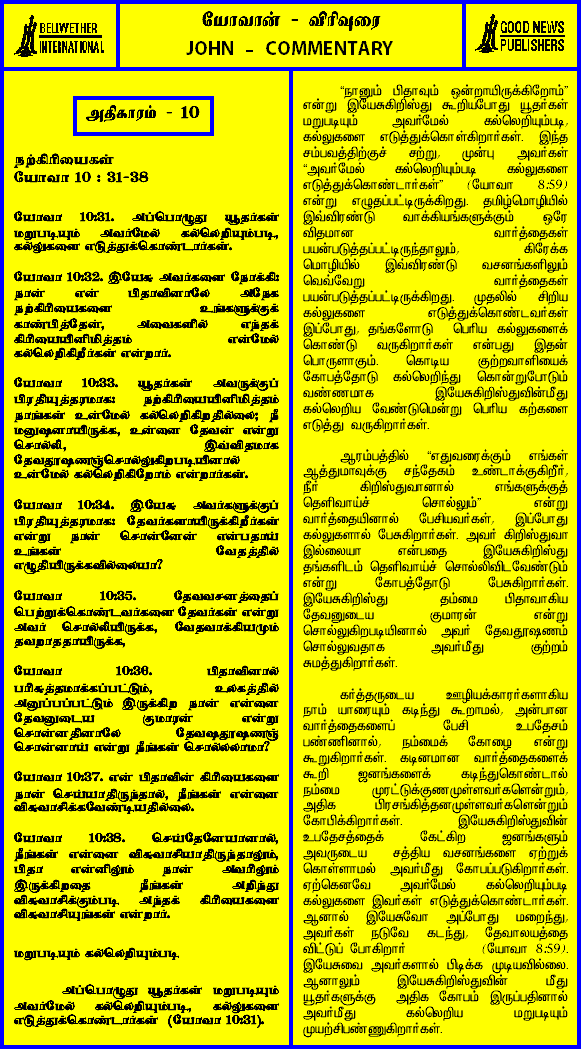 BELLWETHER
INTERNATIONAL
யோவான் - விரிவுரை
JOHN - COMMENTARY
GOOD NEWS
PUBLISHERS
அதிகாரம் - 10
நற்கிரியைகள்
யோவா 10 : 31-38
யோவா 10:31. அப்பொழுது யூதர்கள்
மறுபடியும் அவர்மேல் கல்லெறியும்படி,
கல்லுகளை எடுத்துக்கொண்டார்கள்.
யோவா 10:32. இயேசு அவர்களை நோக்கி:
நான் என் பிதாவினாலே அநேக
நற்கிரியைகளை உங்களுக்குக்
காண்பித்தேன், அவைகளில் எந்தக்
கிரியையினிமித்தம் என்மேல்
கல்லெறிகிறீர்கள் என்றார்.
யோவா 10:33. யூதர்கள் அவருக்குப்
பிரதியுத்தரமாக: நற்கிரியையினிமித்தம்
நாங்கள் உன்மேல் கல்லெறிகிறதில்லை; நீ
மனுஷனாயிருக்க, உன்னை தேவன் என்று
சொல்லி, இவ்விதமாக
தேவதூஷணஞ்சொல்லுகிறபடியினால்
உன்மேல் கல்லெறிகிறோம் என்றார்கள்.
யோவா 10:34. இயேசு அவர்களுக்குப்
பிரதியுத்தரமாக: தேவர்களாயிருக்கிறீர்கள்
என்று நான் சொன்னேன் என்பதாய்
உங்கள் வேதத்தில்
எழுதியிருக்கவில்லையா?
யோவா 10:35. தேவவசனத்தைப்
பெற்றுக்கொண்டவர்களை தேவர்கள் என்று
அவர் சொல்லியிருக்க, வேதவாக்கியமும்
தவறாததாயிருக்க,
யோவா 10:36. பிதாவினால்
பரிசுத்தமாக்கப்பட்டும், உலகத்தில்
அனுப்பப்பட்டும் இருக்கிற நான் என்னை
தேவனுடைய குமாரன் என்று
சொன்னதினாலே தேவஷதூஷணஞ்
சொன்னாய் என்று நீங்கள் சொல்லலாமா?
யோவா 10:37. என் பிதாவின் கிரியைகளை
நான் செய்யாதிருந்தால், நீங்கள் என்னை
விசுவாசிக்கவேண்டியதில்லை.
யோவா 10:38. செய்தேனேயானால்,
நீங்கள் என்னை விசுவாசியாதிருந்தாலும்,
பிதா என்னிலும் நான் அவரிலும்
இருக்கிறதை நீங்கள் அறிந்து
விசுவாசிக்கும்படி அந்தக் கிரியைகளை
விசுவாசியுங்கள் என்றார்.
மறுபடியும் கல்லெறியும்படி.
அப்பொழுது யூதர்கள் மறுபடியும்
அவர்மேல் கல்லெறியும்படி, கல்லுகளை
எடுத்துக்கொண்டார்கள் (யோவா 10:31).
"நானும் பிதாவும் ஒன்றாயிருக்கிறோம்"
என்று இயேசுகிறிஸ்து கூறியபோது யூதர்கள்
மறுபடியும் அவர்மேல் கல்லெறியும்படி,
கல்லுகளை எடுத்துக்கொள்கிறார்கள். இந்த
சம்பவத்திற்குச் சற்று, முன்பு அவர்கள்
"அவர்மேல் கல்லெறியும்படி கல்லுகளை
எடுத்துக்கொண்டார்கள்" (யோவா 8:59)
என்று எழுதப்பட்டிருக்கிறது. தமிழ்மொழியில்
இவ்விரண்டு வாக்கியங்களுக்கும் ஒரே
விதமான வார்த்தைகள்
பயன்படுத்தப்பட்டிருந்தாலும், கிரேக்க
மொழியில் இவ்விரண்டு வசனங்களிலும்
வெவ்வேறு வார்த்தைகள்
பயன்படுத்தப்பட்டிருக்கிறது. முதலில் சிறிய
கல்லுகளை எடுத்துக்கொண்டவர்கள்
இப்போது, தங்களோடு பெரிய கல்லுகளைக்
கொண்டு வருகிறார்கள் என்பது இதன்
பொருளாகும். கொடிய குற்றவாளியைக்
கோபத்தோடு கல்லெறிந்து கொன்றுபோடும்
வண்ணமாக இயேசுகிறிஸ்துவின்மீது
கல்லெறிய வேண்டுமென்று பெரிய கற்களை
எடுத்து வருகிறார்கள்.
ஆரம்பத்தில் "எதுவரைக்கும் எங்கள்
ஆத்துமாவுக்கு சந்தேகம் உண்டாக்குகிறீர்,
நீர் கிறிஸ்துவானால் எங்களுக்குத்
தெளிவாய்ச் சொல்லும்" என்று
வார்த்தையினால் பேசியவர்கள், இப்போது
கல்லுகளால் பேசுகிறார்கள். அவர் கிறிஸ்துவா
இல்லையா என்பதை இயேசுகிறிஸ்து
தங்களிடம் தெளிவாய்ச் சொல்லிவிடவேண்டும்
என்று கோபத்தோடு பேசுகிறார்கள்.
இயேசுகிறிஸ்து தம்மை பிதாவாகிய
தேவனுடைய குமாரன் என்று
சொல்லுகிறபடியினால் அவர் தேவதூஷணம்
சொல்லுவதாக அவர்மீது குற்றம்
சுமத்துகிறார்கள்.
கர்த்தருடைய ஊழியக்காரர்களாகிய
நாம் யாரையும் கடிந்து கூறாமல், அன்பான
வார்த்தைகளைப் பேசி உபதேசம்
பண்ணினால், நம்மைக் கோழை என்று
கூறுகிறார்கள். கடினமான வார்த்தைகளைக்
கூறி ஜனங்களைக் கடிந்துகொண்டால்
நம்மை முரட்டுக்குணமுள்ளவர்களென்றும்,
அதிக பிரசங்கித்தனமுள்ளவர்களென்றும்
கோபிக்கிறார்கள். இயேசுகிறிஸ்துவின்
உபதேசத்தைக் கேட்கிற ஜனங்களும்
அவருடைய சத்திய வசனங்களை ஏற்றுக்
கொள்ளாமல் அவர்மீது கோபப்படுகிறார்கள்.
ஏற்கெனவே அவர்மேல் கல்லெறியும்படி
கல்லுகளை இவர்கள் எடுத்துக்கொண்டார்கள்.
ஆனால் இயேசுவோ அப்போது மறைந்து,
அவர்கள் நடுவே கடந்து, தேவாலயத்தை
விட்டுப் போகிறார் (யோவா 8:59).
இயேசுவை அவர்களால் பிடிக்க முடியவில்லை.
ஆனாலும் இயேசுகிறிஸ்துவின் மீது
யூதர்களுக்கு அதிக கோபம் இருப்பதினால்
அவர்மீது கல்லெறிய மறுபடியும்
முயற்சிபண்ணுகிறார்கள்.